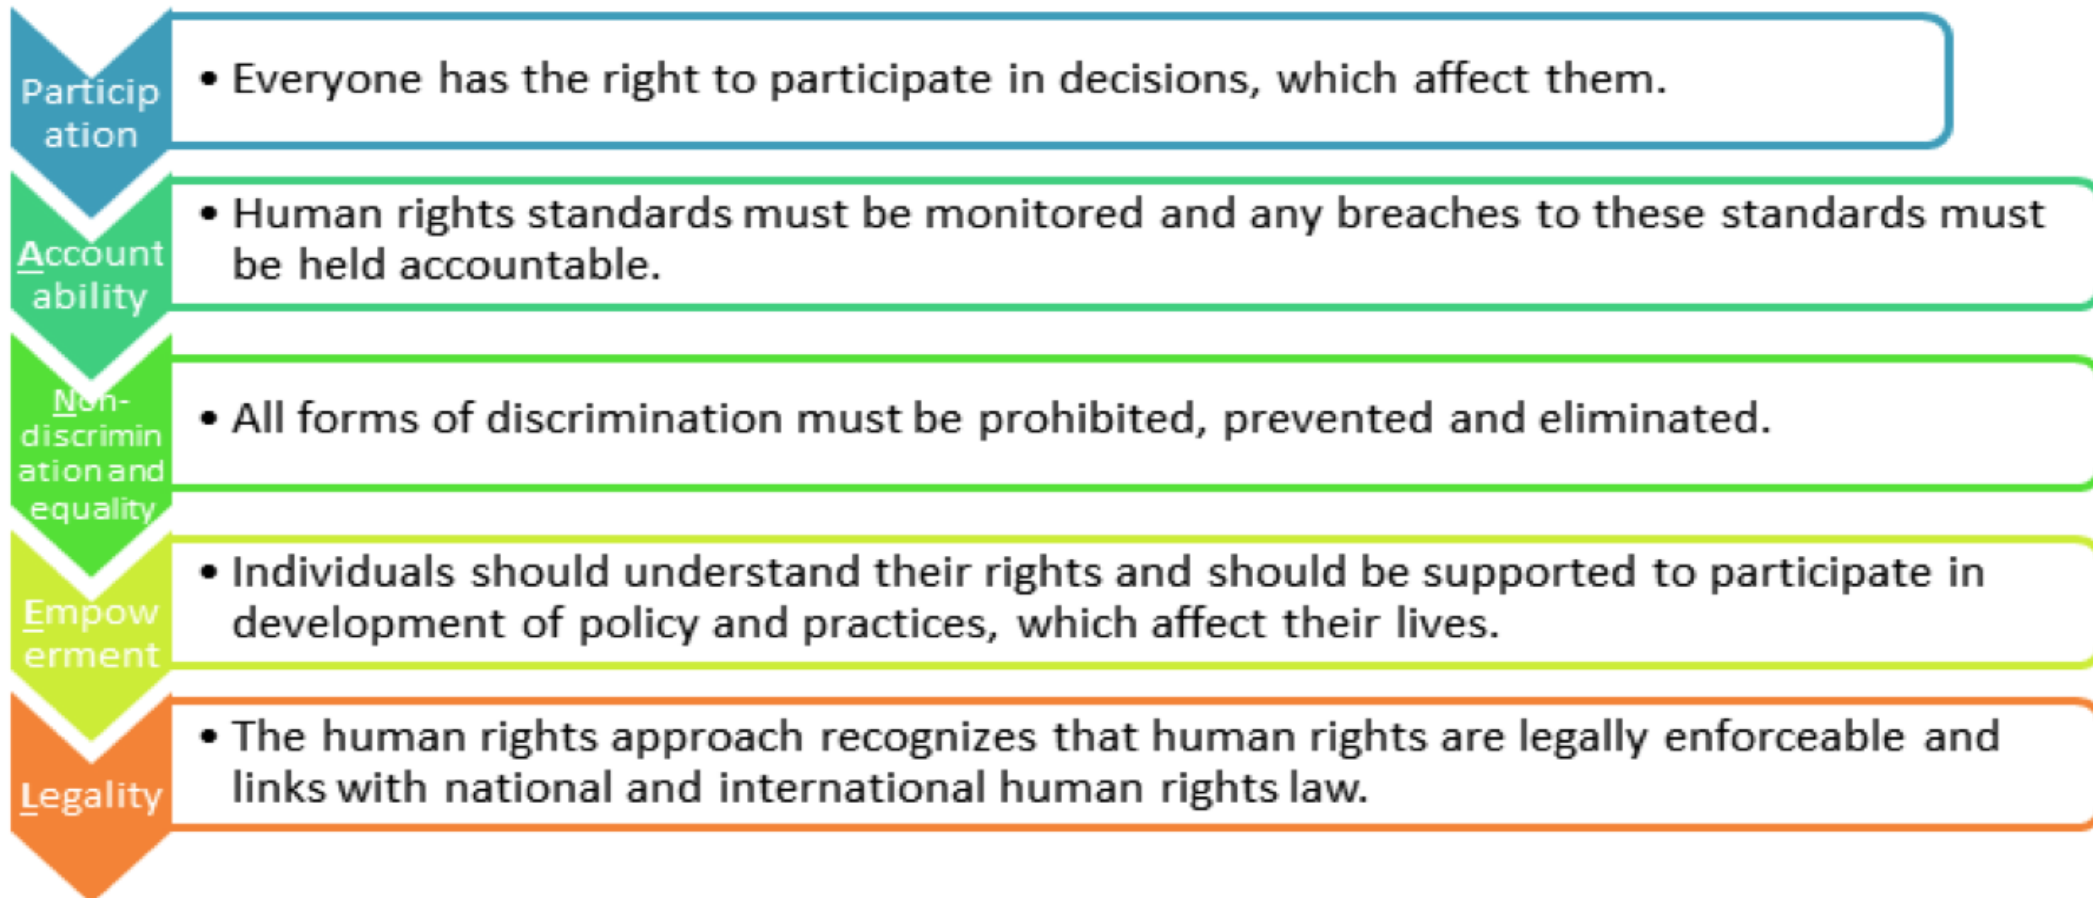 Particip
ation
• Everyone has the right to participate in decisions, which affect them.
Account
ability
• Human rights standards must be monitored and any breaches to these standards must
be held accountable.
Non-
discrimin
ation and
equality
• All forms of discrimination must be prohibited, prevented and eliminated.
Empow
erment
• Individuals should understand their rights and should be supported to participate in
development of policy and practices, which affect their lives.
Legality
• The human rights approach recognizes that human rights are legally enforceable and
links with national and international human rights law.